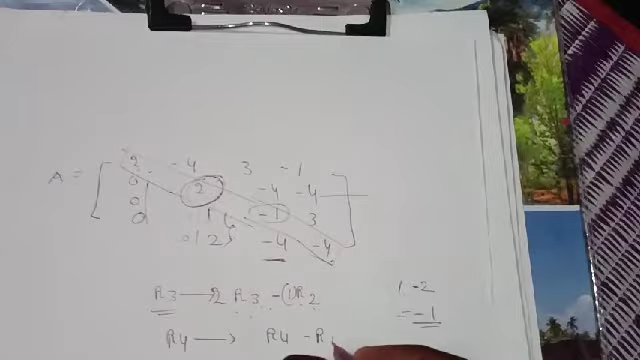 A = [ 2 -4 3 -1
0 2 -4 -4
0 1 -1 3
0 2 -4 -4 ]
R3 → 2 R3 - (1)R2
1 - 2
= -1
R4 → R4 - R